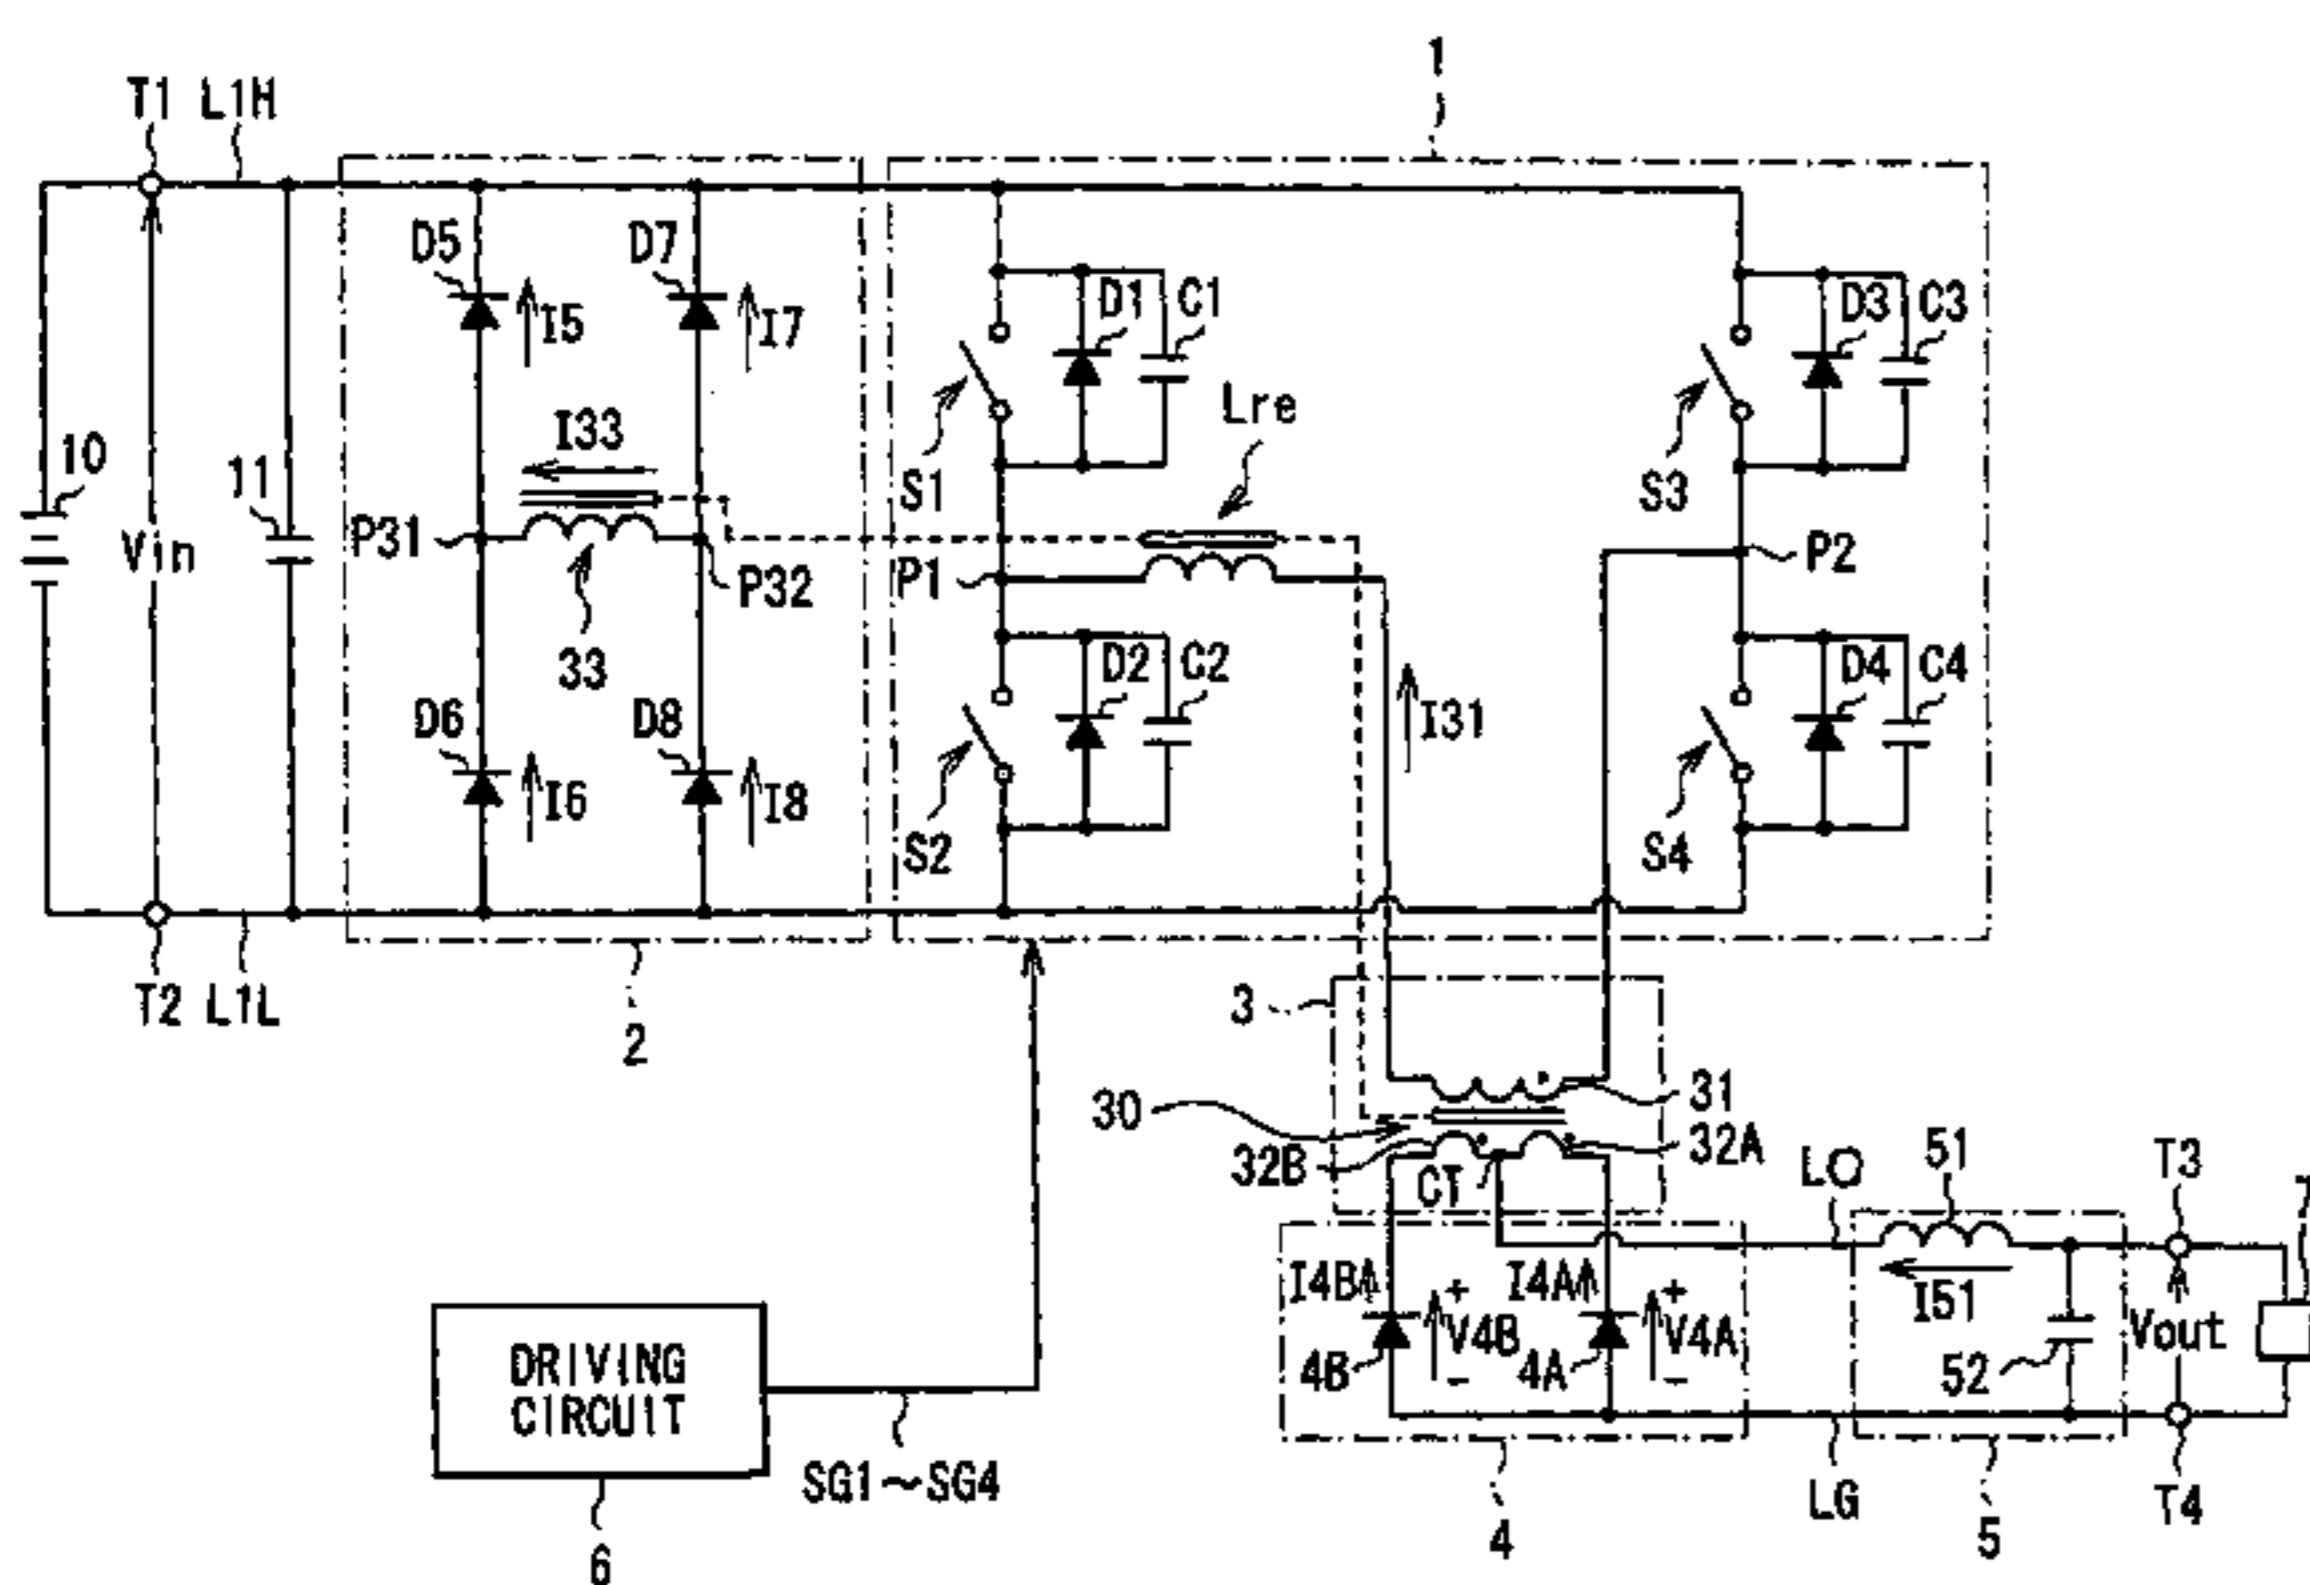 1
T1 L1H
D5
D7
I5
I7
D1
C1
D3
C3
I33
Lre
10
11
S1
S3
P31
Vin
P1
P2
P32
33
D2
C2
D4
C4
D6
D8
I31
I6
I8
S2
S4
T2 L1L
2
3
31
30
32B
32A
CT
LO
51
T3
7
I4B
I4A
I51
V4B
V4A
+
+
-
-
Vout
4B
4A
52
DRIVING
CIRCUIT
SG1~SG4
LG
T4
6
4
5